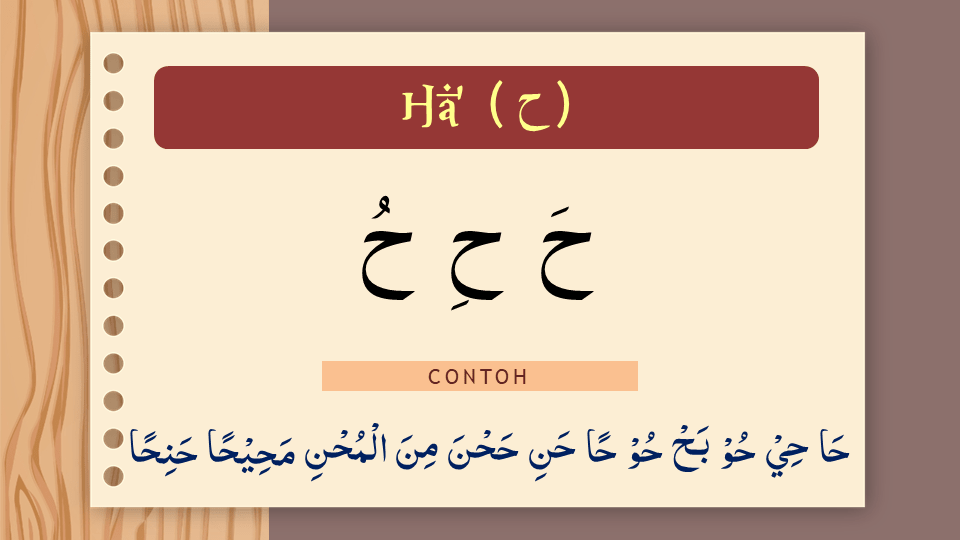 Ḥā' (ح)
حَ حِ حُ
CONTOH
حَا حِيْ حُوْ بَحْ حُوْ حًا حَنِ حَحْنَ مِنَ الْمُحْنِ مَحِيْحًا حَنِحًا